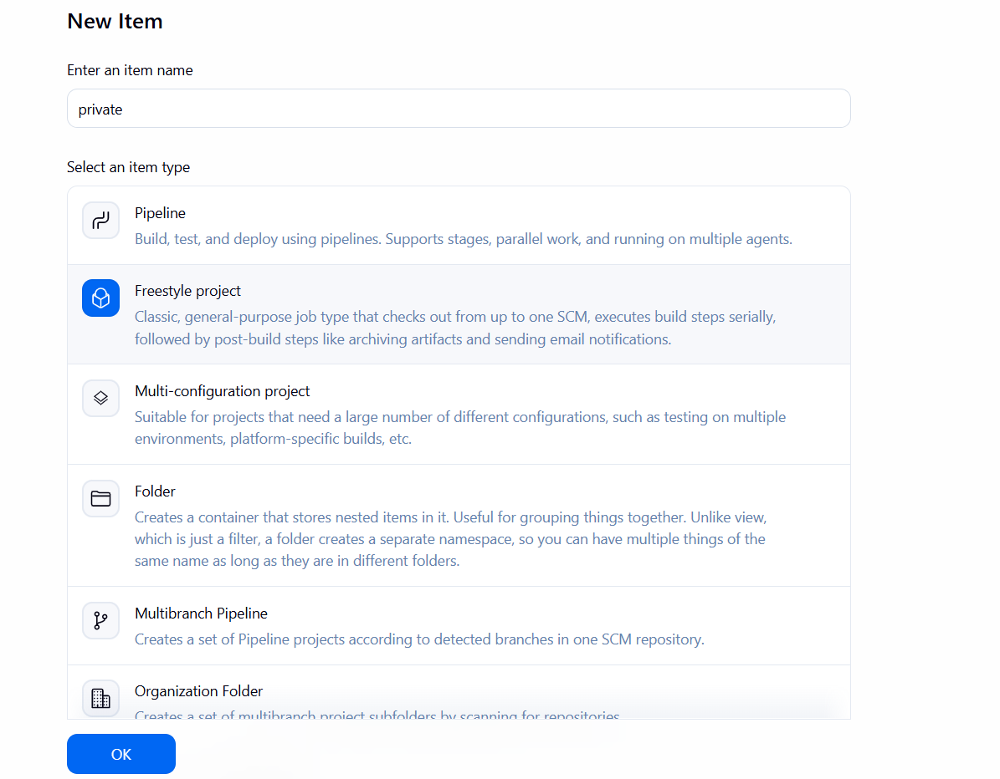 New Item
Enter an item name
private
Select an item type
Pipeline
Build, test, and deploy using pipelines. Supports stages, parallel work, and running on multiple agents.
Freestyle project
Classic, general-purpose job type that checks out from up to one SCM, executes build steps serially,
followed by post-build steps like archiving artifacts and sending email notifications.
Multi-configuration project
Suitable for projects that need a large number of different configurations, such as testing on multiple
environments, platform-specific builds, etc.
Folder
Creates a container that stores nested items in it. Useful for grouping things together. Unlike view,
which is just a filter, a folder creates a separate namespace, so you can have multiple things of the
same name as long as they are in different folders.
Multibranch Pipeline
Creates a set of Pipeline projects according to detected branches in one SCM repository.
Organization Folder
Creates a set of multibranch project subfolders by scanning for repositories.
OK